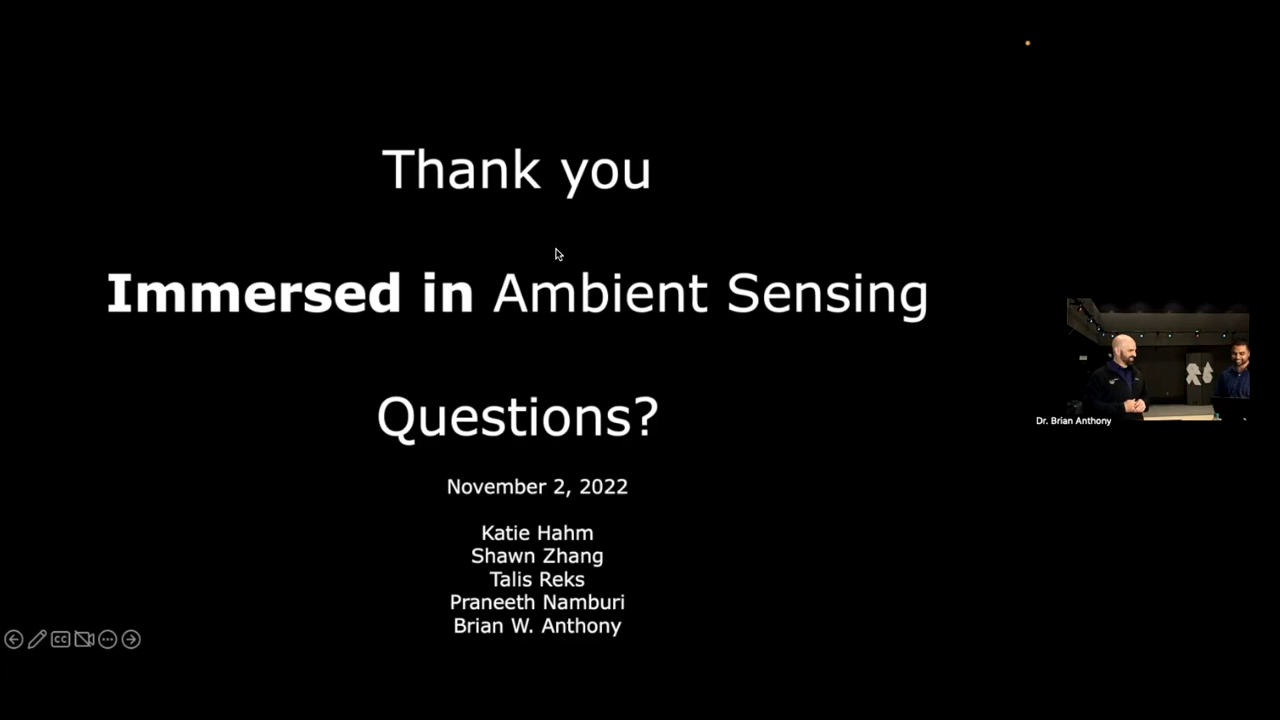 Thank you
Immersed in Ambient Sensing
Questions?
November 2, 2022
Katie Hahm
Shawn Zhang
Talis Reks
Praneeth Namburi
Brian W. Anthony
Dr. Brian Anthony
CC